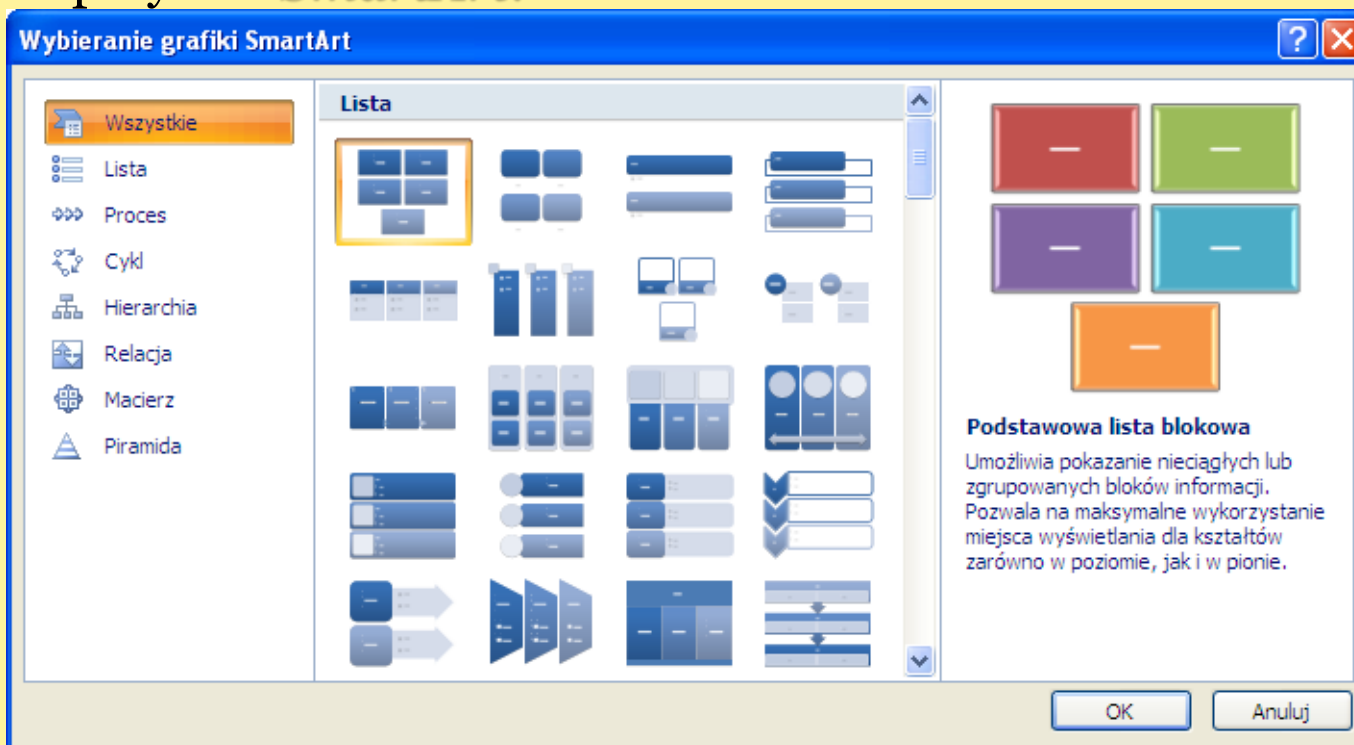 Wybieranie grafiki SmartArt
Wszystkie
Lista
Proces
Cykl
Hierarchia
Relacja
Macierz
Piramida
Lista
Podstawowa lista blokowa
Umożliwia pokazanie nieciągłych lub
zgrupowanych bloków informacji.
Pozwala na maksymalne wykorzystanie
miejsca wyświetlania dla kształtów
zarówno w poziomie, jak i w pionie.
OK
Anuluj